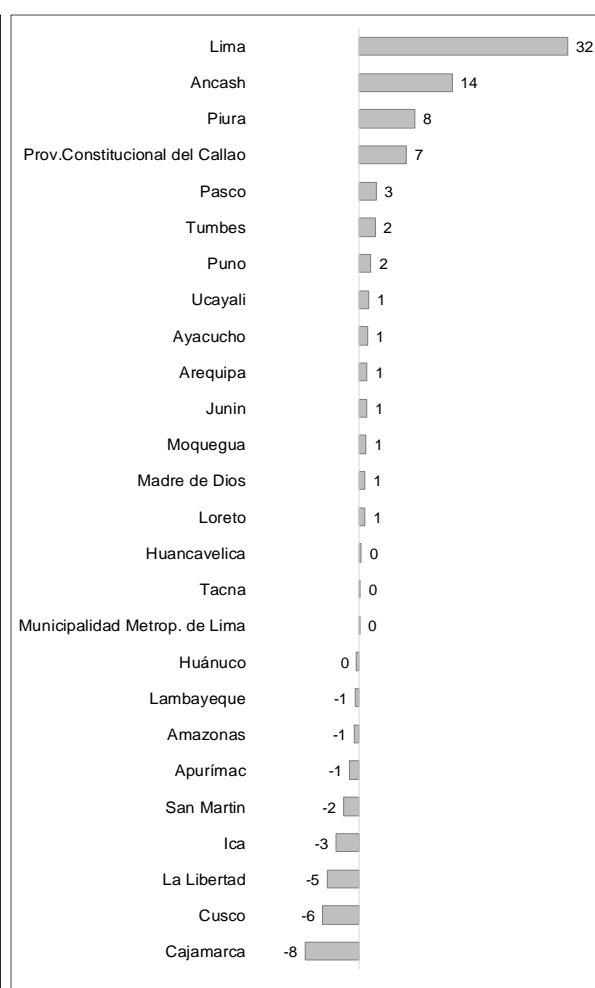 Lima 32
Ancash 14
Piura 8
Prov.Constitucional del Callao 7
Pasco 3
Tumbes 2
Puno 2
Ucayali 1
Ayacucho 1
Arequipa 1
Junin 1
Moquegua 1
Madre de Dios 1
Loreto 1
Huancavelica 0
Tacna 0
Municipalidad Metrop. de Lima 0
Huánuco 0
Lambayeque -1
Amazonas -1
Apurímac -1
San Martin -2
Ica -3
La Libertad -5
Cusco -6
Cajamarca -8